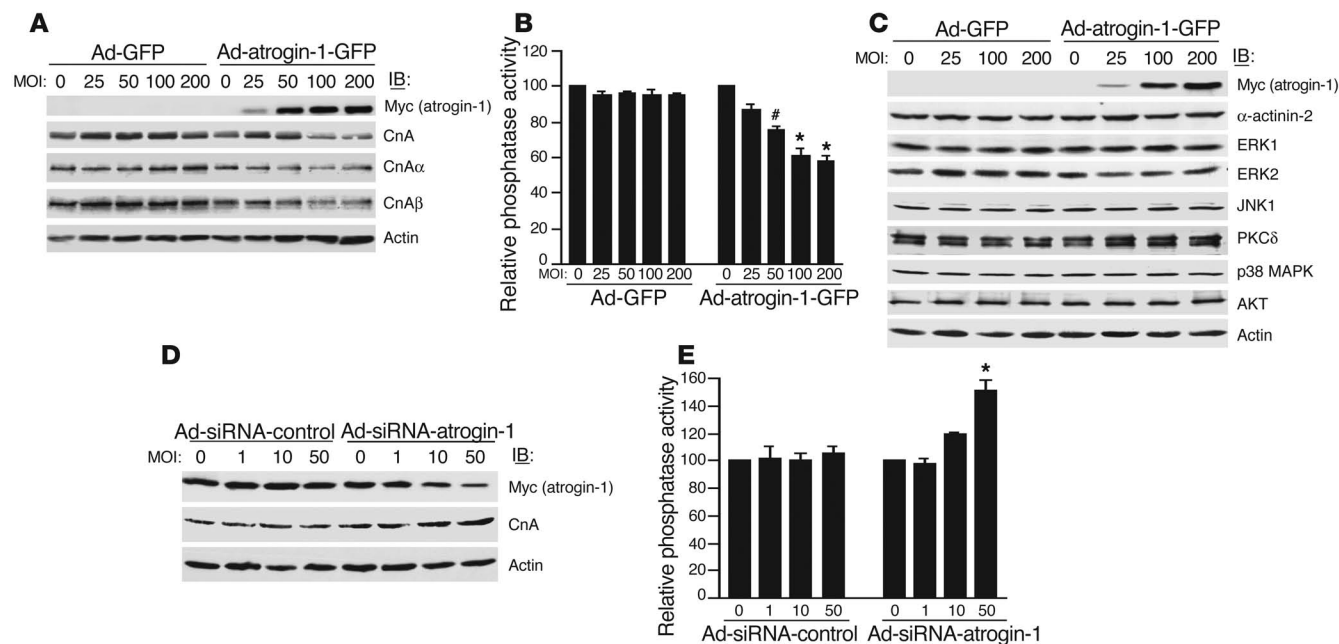 A
Ad-GFP Ad-atrogin-1-GFP
MOI: 0 25 50 100 200 0 25 50 100 200 IB:
Myc (atrogin-1)
CnA
CnAα
CnAβ
Actin
B
Relative phosphatase activity
120
100
80
60
40
20
0
# * *
MOI: 0 25 50 100 200 0 25 50 100 200
Ad-GFP Ad-atrogin-1-GFP
C
Ad-GFP Ad-atrogin-1-GFP
MOI: 0 25 100 200 0 25 100 200 IB:
Myc (atrogin-1)
α-actinin-2
ERK1
ERK2
JNK1
PKCδ
p38 MAPK
AKT
Actin
D
Ad-siRNA-control Ad-siRNA-atrogin-1
MOI: 0 1 10 50 0 1 10 50 IB:
Myc (atrogin-1)
CnA
Actin
E
Relative phosphatase activity
160
140
120
100
80
60
40
20
0
*
0 1 10 50 0 1 10 50
Ad-siRNA-control Ad-siRNA-atrogin-1